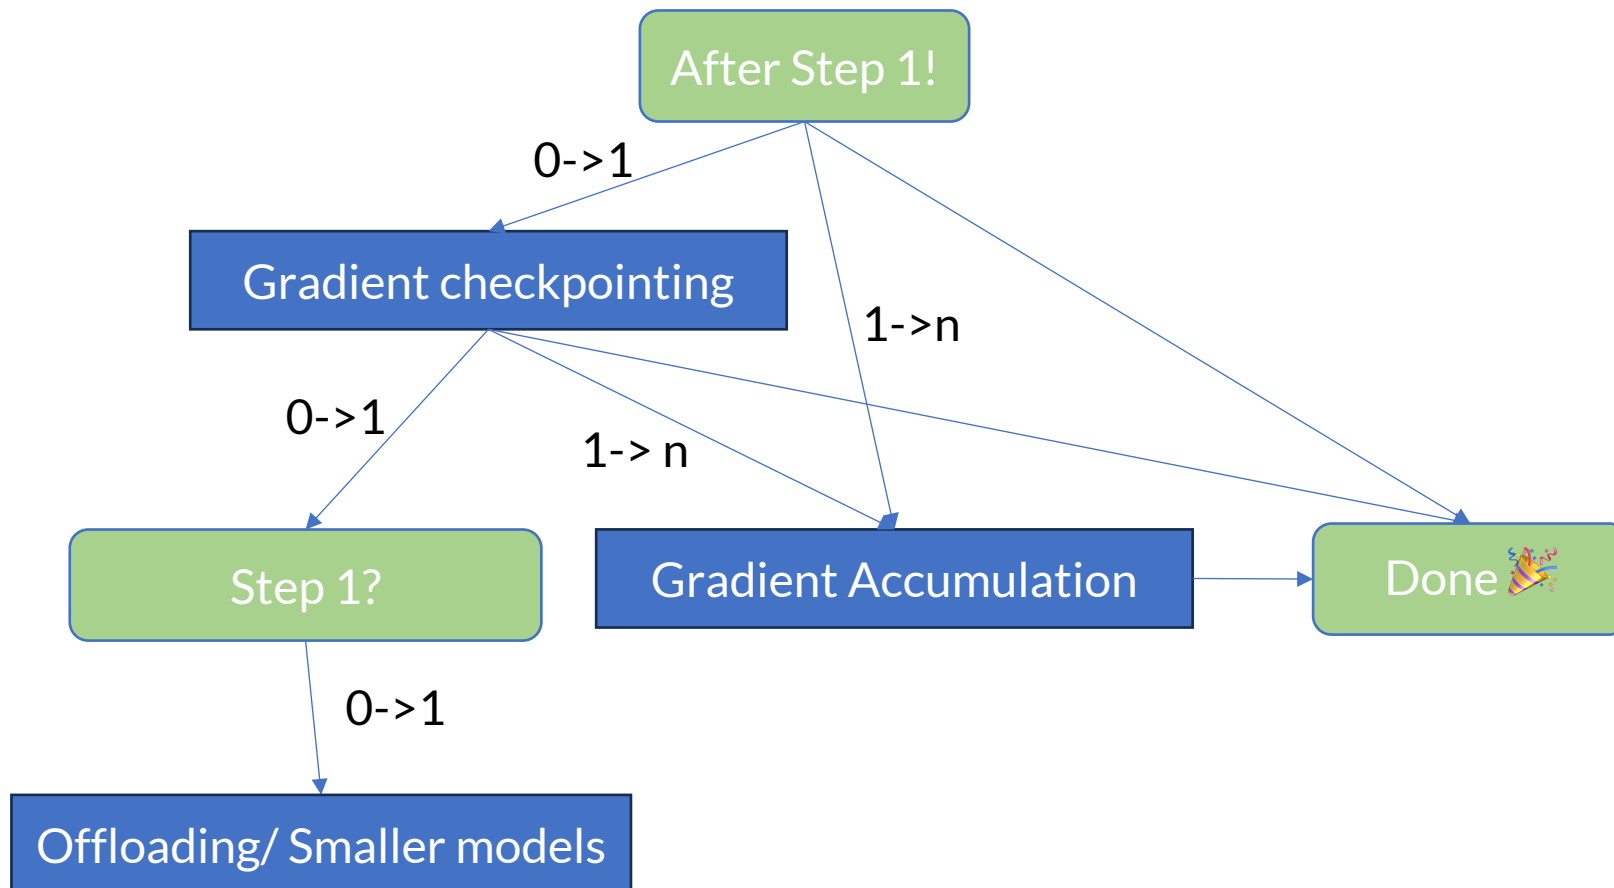 After Step 1!
0->1
Gradient checkpointing
1->n
0->1
1-> n
Step 1?
Gradient Accumulation
Done 🎉
0->1
Offloading/ Smaller models